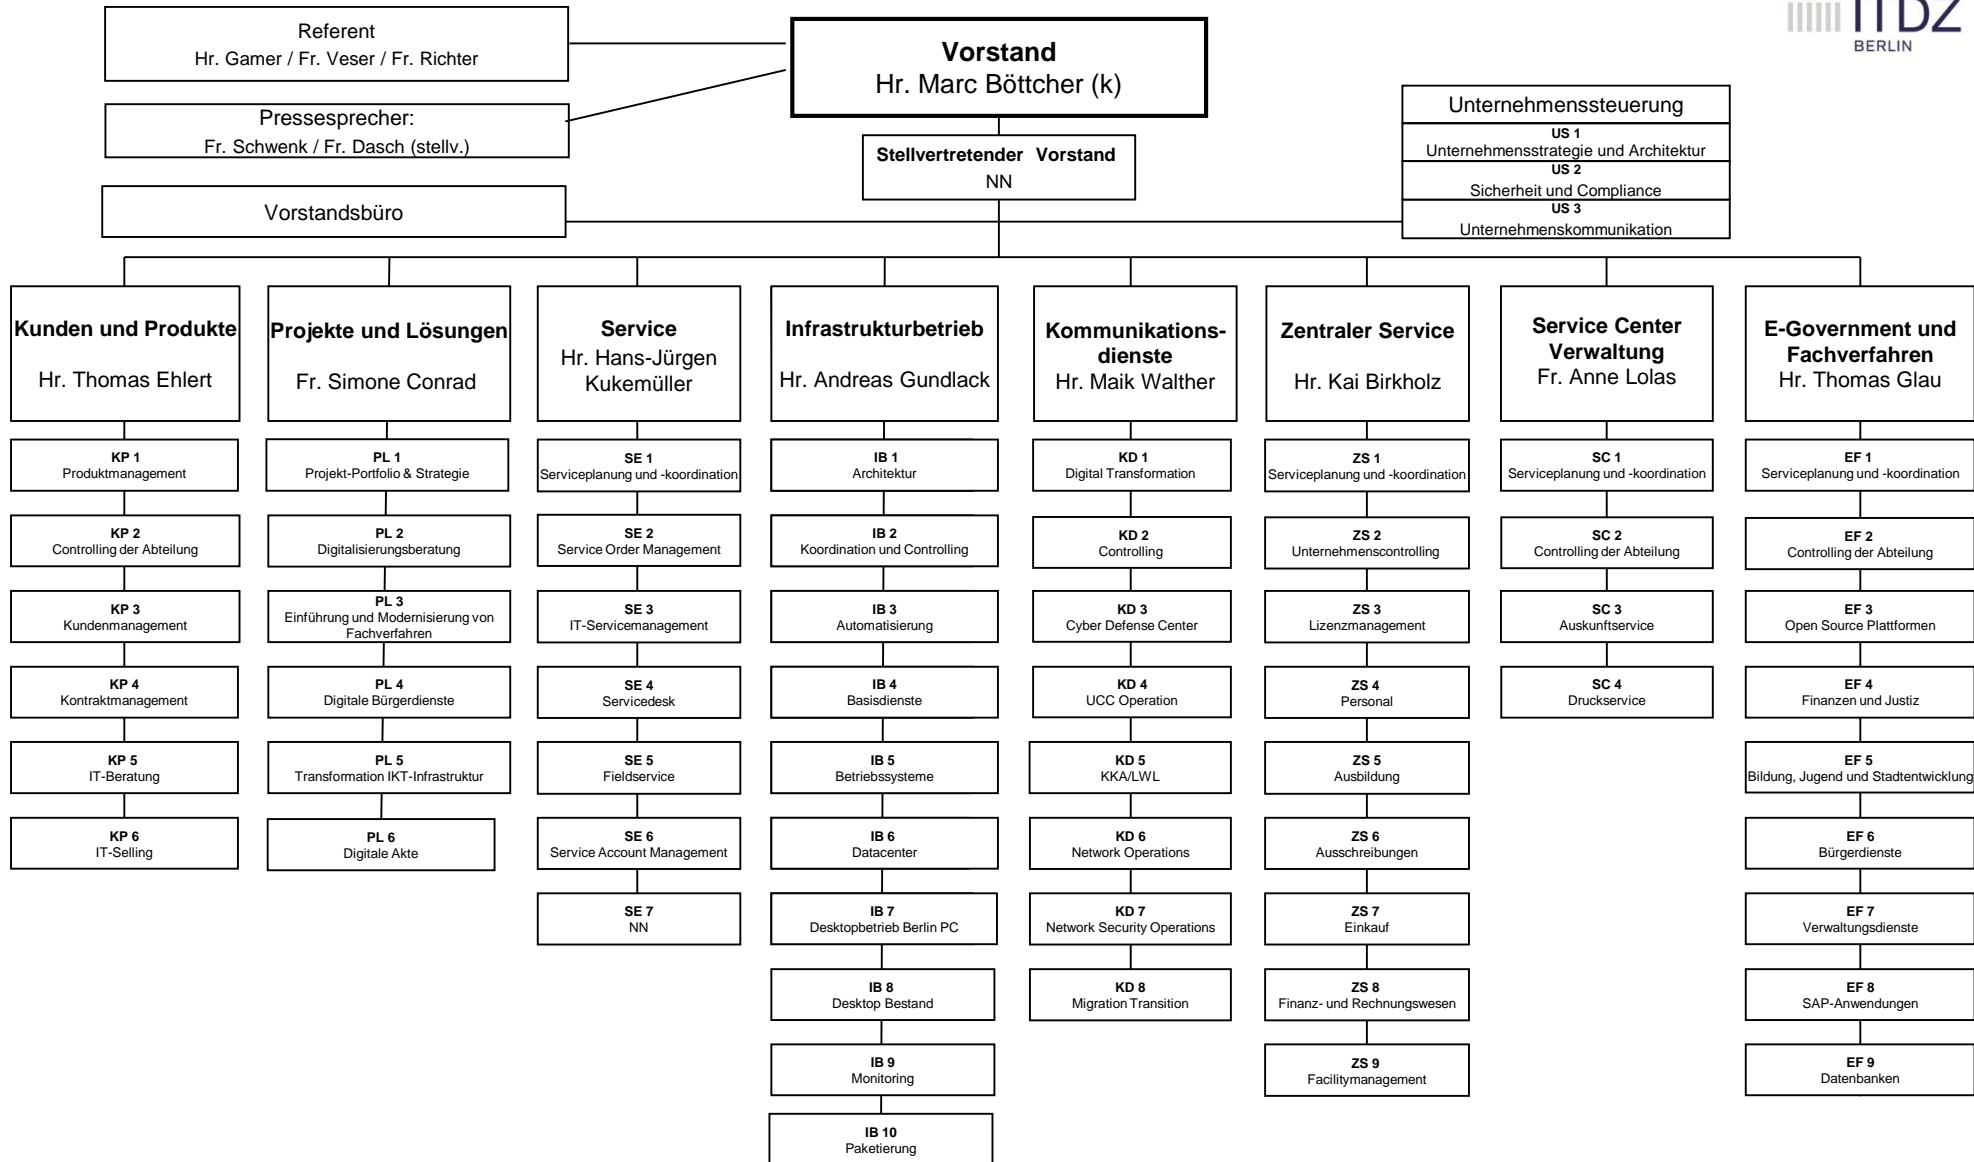 Referent
Hr. Gamer / Fr. Veser / Fr. Richter
Vorstand
Hr. Marc Böttcher (k)
ITDZ
BERLIN
Pressesprecher:
Fr. Schwenk / Fr. Dasch (stellv.)
Stellvertretender Vorstand
NN
Vorstandsbüro
Unternehmenssteuerung
US 1
Unternehmensstrategie und Architektur
US 2
Sicherheit und Compliance
US 3
Unternehmenskommunikation
Kunden und Produkte
Hr. Thomas Ehlert
KP 1
Produktmanagement
KP 2
Controlling der Abteilung
KP 3
Kundenmanagement
KP 4
Kontraktmanagement
KP 5
IT-Beratung
KP 6
IT-Selling
Projekte und Lösungen
Fr. Simone Conrad
PL 1
Projekt-Portfolio & Strategie
PL 2
Digitalisierungsberatung
PL 3
Einführung und Modernisierung von
Fachverfahren
PL 4
Digitale Bürgerdienste
PL 5
Transformation IKT-Infrastruktur
PL 6
Digitale Akte
Service
Hr. Hans-Jürgen
Kukemüller
SE 1
Serviceplanung und -koordination
SE 2
Service Order Management
SE 3
IT-Servicemanagement
SE 4
Servicedesk
SE 5
Fieldservice
SE 6
Service Account Management
SE 7
NN
Infrastrukturbetrieb
Hr. Andreas Gundlack
IB 1
Architektur
IB 2
Koordination und Controlling
IB 3
Automatisierung
IB 4
Basisdienste
IB 5
Betriebssysteme
IB 6
Datacenter
IB 7
Desktopbetrieb Berlin PC
IB 8
Desktop Bestand
IB 9
Monitoring
IB 10
Paketierung
Kommunikations-
dienste
Hr. Maik Walther
KD 1
Digital Transformation
KD 2
Controlling
KD 3
Cyber Defense Center
KD 4
UCC Operation
KD 5
KKA/LWL
KD 6
Network Operations
KD 7
Network Security Operations
KD 8
Migration Transition
Zentraler Service
Hr. Kai Birkholz
ZS 1
Serviceplanung und -koordination
ZS 2
Unternehmenscontrolling
ZS 3
Lizenzmanagement
ZS 4
Personal
ZS 5
Ausbildung
ZS 6
Ausschreibungen
ZS 7
Einkauf
ZS 8
Finanz- und Rechnungswesen
ZS 9
Facilitymanagement
Service Center
Verwaltung
Fr. Anne Lolas
SC 1
Serviceplanung und -koordination
SC 2
Controlling der Abteilung
SC 3
Auskunftservice
SC 4
Druckservice
E-Government und
Fachverfahren
Hr. Thomas Glau
EF 1
Serviceplanung und -koordination
EF 2
Controlling der Abteilung
EF 3
Open Source Plattformen
EF 4
Finanzen und Justiz
EF 5
Bildung, Jugend und Stadtentwicklung
EF 6
Bürgerdienste
EF 7
Verwaltungsdienste
EF 8
SAP-Anwendungen
EF 9
Datenbanken